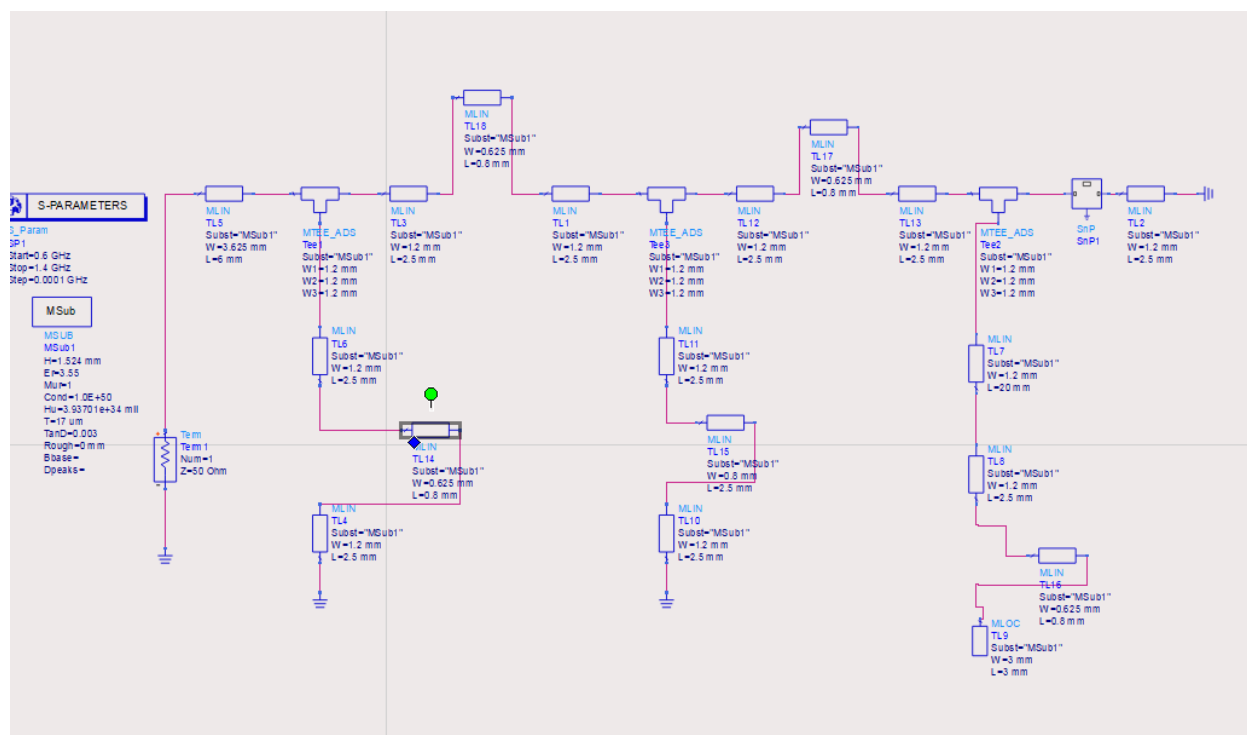 MLIN
TL18
Subst="MSub1"
W=0.625 mm
L=0.8 mm
MLIN
TL17
Subst="MSub1"
W=0.625 mm
L=0.8 mm
S-PARAMETERS
S_Param
SP1
Start=0.6 GHz
Stop=1.4 GHz
Step=0.0001 GHz
MLIN
TL5
Subst="MSub1"
W=3.625 mm
L=6 mm
MTEE_ADS
Tee1
Subst="MSub1"
W1=1.2 mm
W2=1.2 mm
W3=1.2 mm
MLIN
TL3
Subst="MSub1"
W=1.2 mm
L=2.5 mm
MLIN
TL1
Subst="MSub1"
W=1.2 mm
L=2.5 mm
MTEE_ADS
Tee3
Subst="MSub1"
W1=1.2 mm
W2=1.2 mm
W3=1.2 mm
MLIN
TL12
Subst="MSub1"
W=1.2 mm
L=2.5 mm
MLIN
TL13
Subst="MSub1"
W=1.2 mm
L=2.5 mm
MTEE_ADS
Tee2
Subst="MSub1"
W1=1.2 mm
W2=1.2 mm
W3=1.2 mm
SnP
SnP1
MLIN
TL2
Subst="MSub1"
W=1.2 mm
L=2.5 mm
MSub
MSUB
MSub1
H=1.524 mm
Er=3.55
Mur=1
Cond=1.0E+50
Hu=3.93701e+34 mil
T=17 um
TanD=0.003
Rough=0 mm
Bbase=
Dpeaks=
MLIN
TL6
Subst="MSub1"
W=1.2 mm
L=2.5 mm
MLIN
TL11
Subst="MSub1"
W=1.2 mm
L=2.5 mm
MLIN
TL7
Subst="MSub1"
W=1.2 mm
L=20 mm
Term
Term1
Num=1
Z=50 Ohm
MLIN
TL14
Subst="MSub1"
W=0.625 mm
L=0.8 mm
MLIN
TL15
Subst="MSub1"
W=0.8 mm
L=2.5 mm
MLIN
TL8
Subst="MSub1"
W=1.2 mm
L=2.5 mm
MLIN
TL4
Subst="MSub1"
W=1.2 mm
L=2.5 mm
MLIN
TL10
Subst="MSub1"
W=1.2 mm
L=2.5 mm
MLIN
TL16
Subst="MSub1"
W=0.625 mm
L=0.8 mm
MLOC
TL9
Subst="MSub1"
W=3 mm
L=3 mm